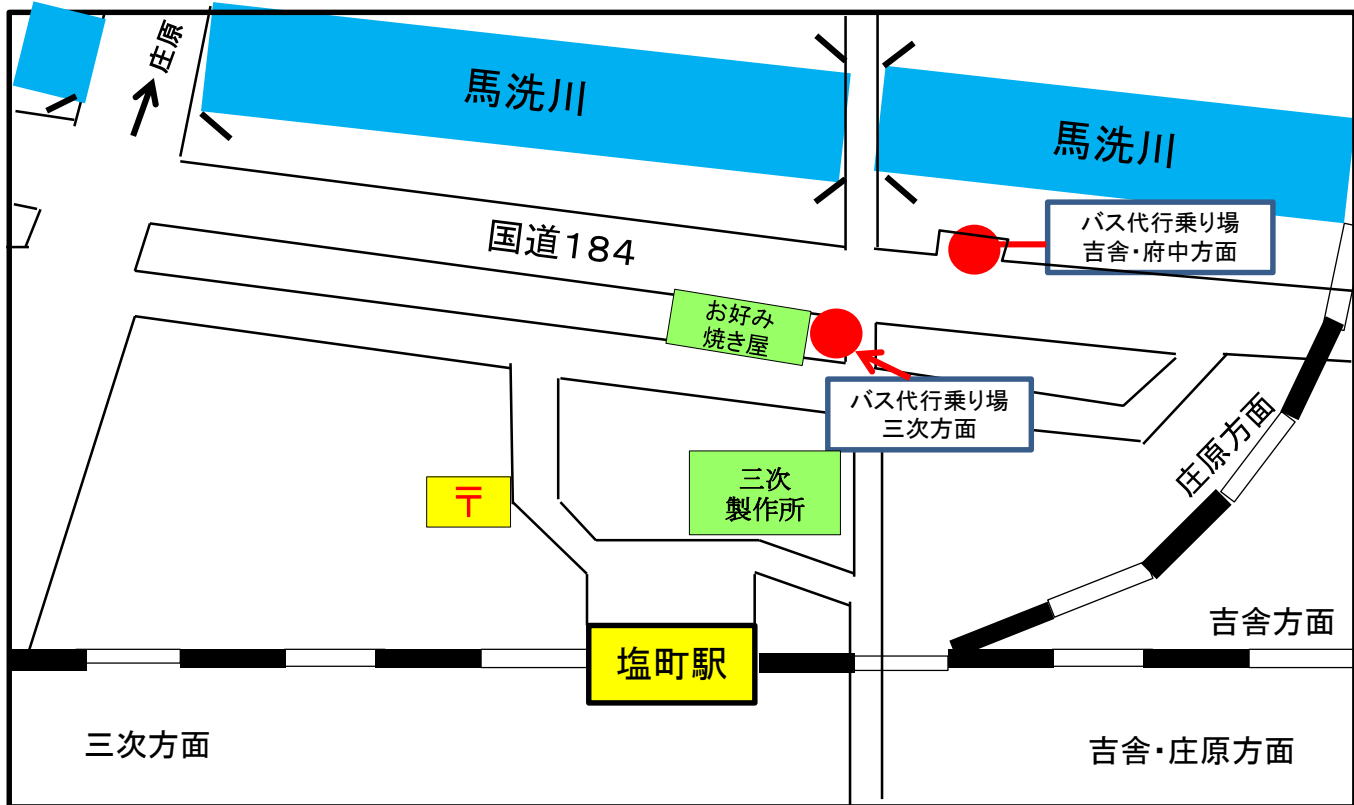 庄原
馬洗川
馬洗川
国道184
バス代行乗り場
吉舎・府中方面
お好み
焼き屋
バス代行乗り場
三次方面
庄原方面
三次
製作所
〒
吉舎方面
塩町駅
三次方面
吉舎・庄原方面